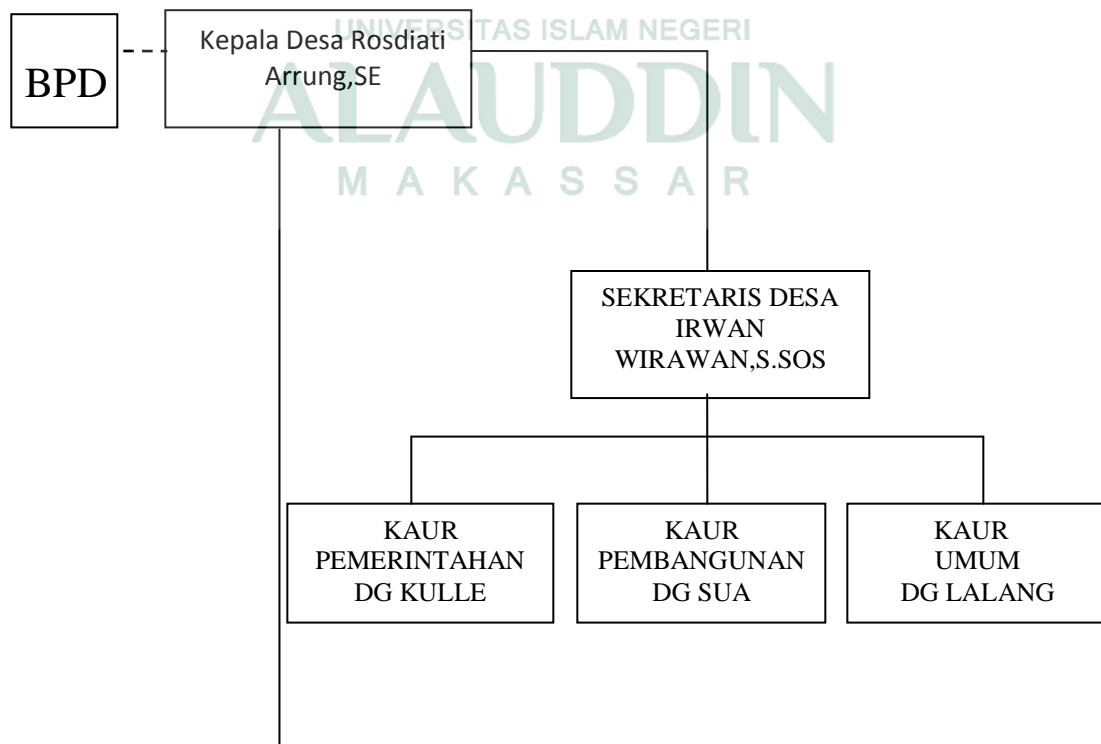 UNIVERSITAS ISLAM NEGERI
ALAUDDIN
MAKASSAR
BPD
Kepala Desa Rosdiati
Arrung,SE
SEKRETARIS DESA
IRWAN
WIRAWAN,S.SOS
KAUR
PEMERINTAHAN
DG KULLE
KAUR
PEMBANGUNAN
DG SUA
KAUR
UMUM
DG LALANG